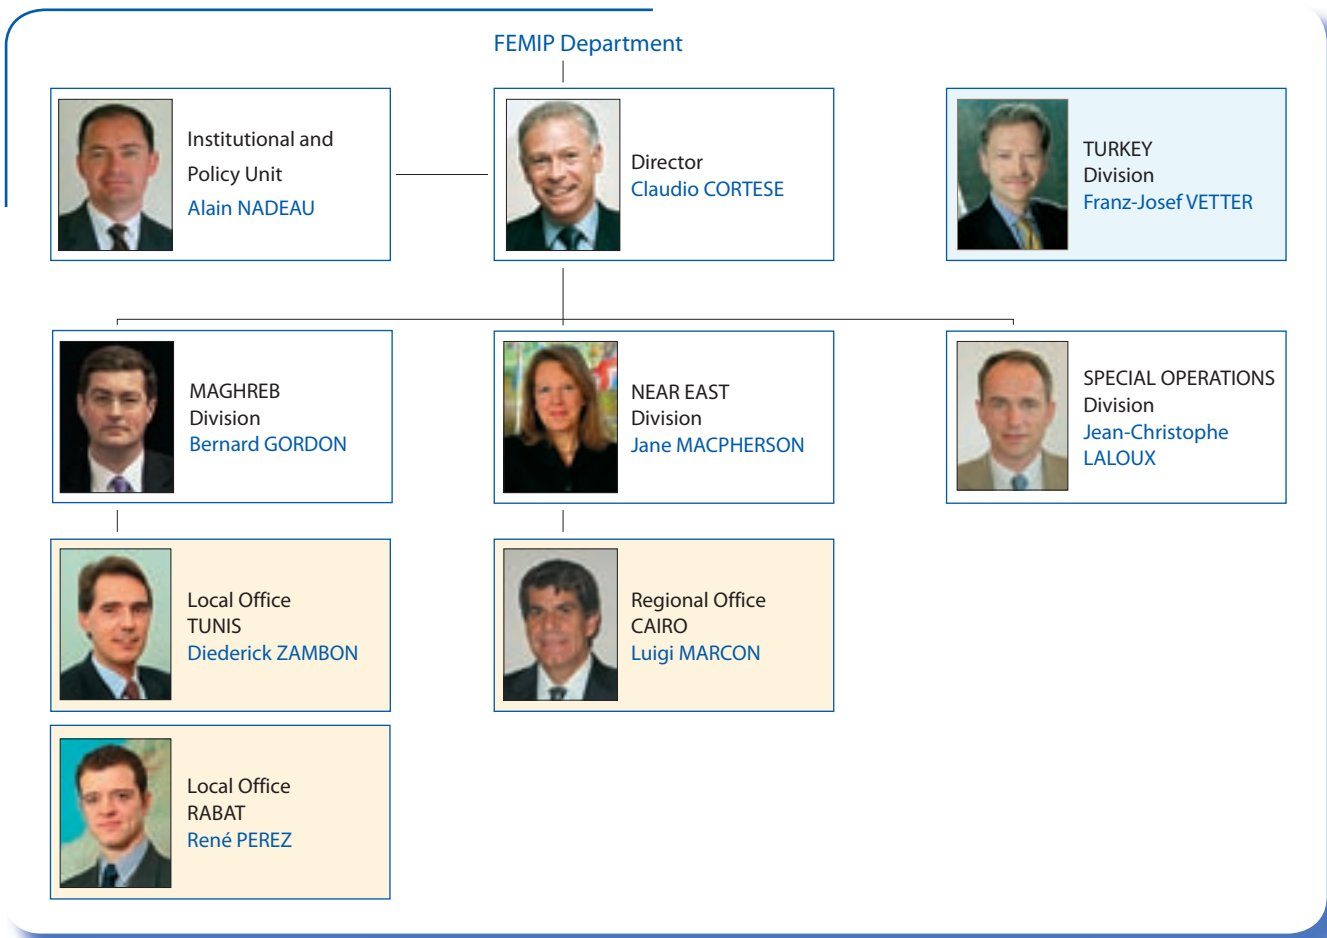 FEMIP Department
Institutional and
Policy Unit
Alain NADEAU
Director
Claudio CORTESE
TURKEY
Division
Franz-Josef VETTER
MAGHREB
Division
Bernard GORDON
NEAR EAST
Division
Jane MACPHERSON
SPECIAL OPERATIONS
Division
Jean-Christophe
LALOUX
Local Office
TUNIS
Diederick ZAMBON
Regional Office
CAIRO
Luigi MARCON
Local Office
RABAT
René PEREZ